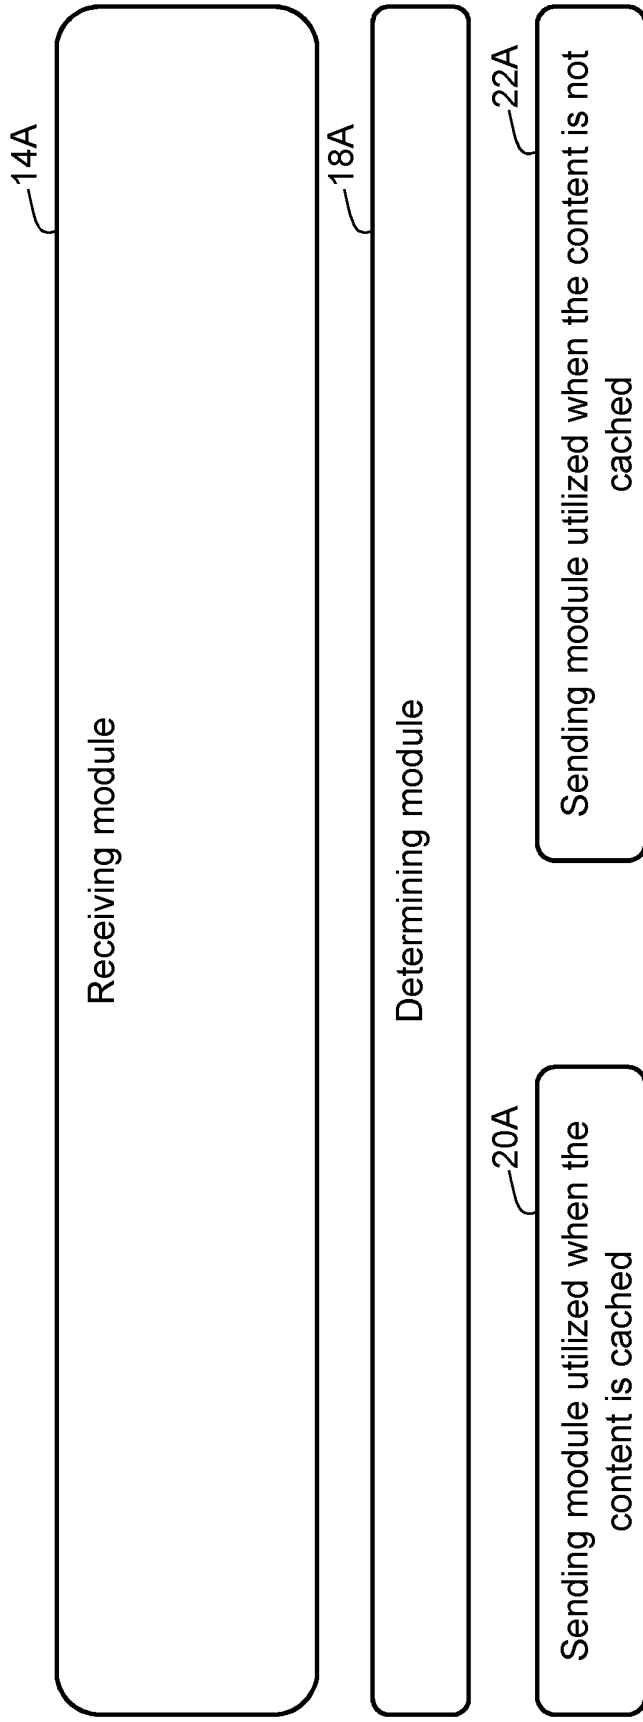 14A
Receiving module
18A
Determining module
20A
Sending module utilized when the
content is cached
22A
Sending module utilized when the content is not
cached